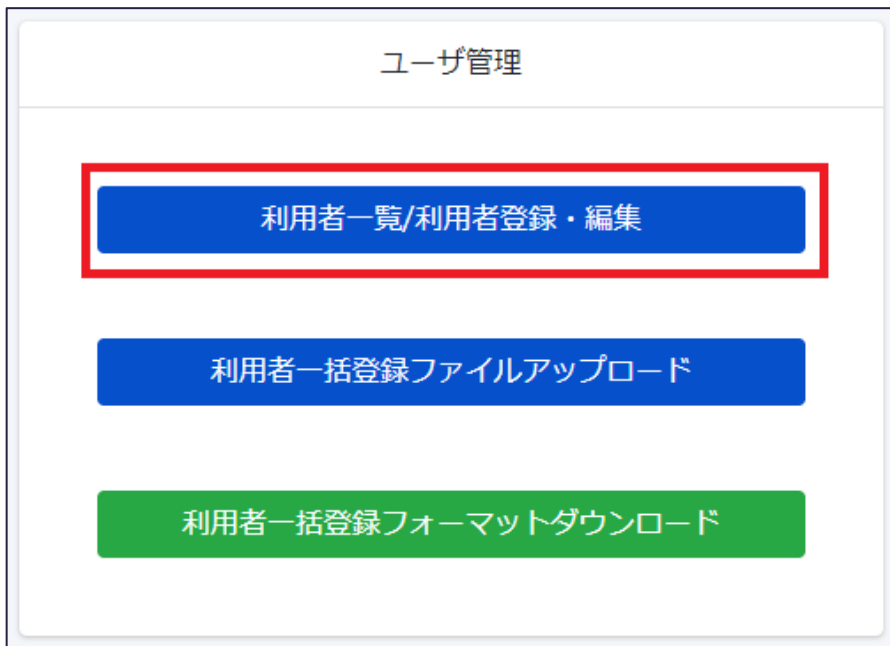 ユーザ管理
利用者一覧/利用者登録・編集
利用者一括登録ファイルアップロード
利用者一括登録フォーマットダウンロード